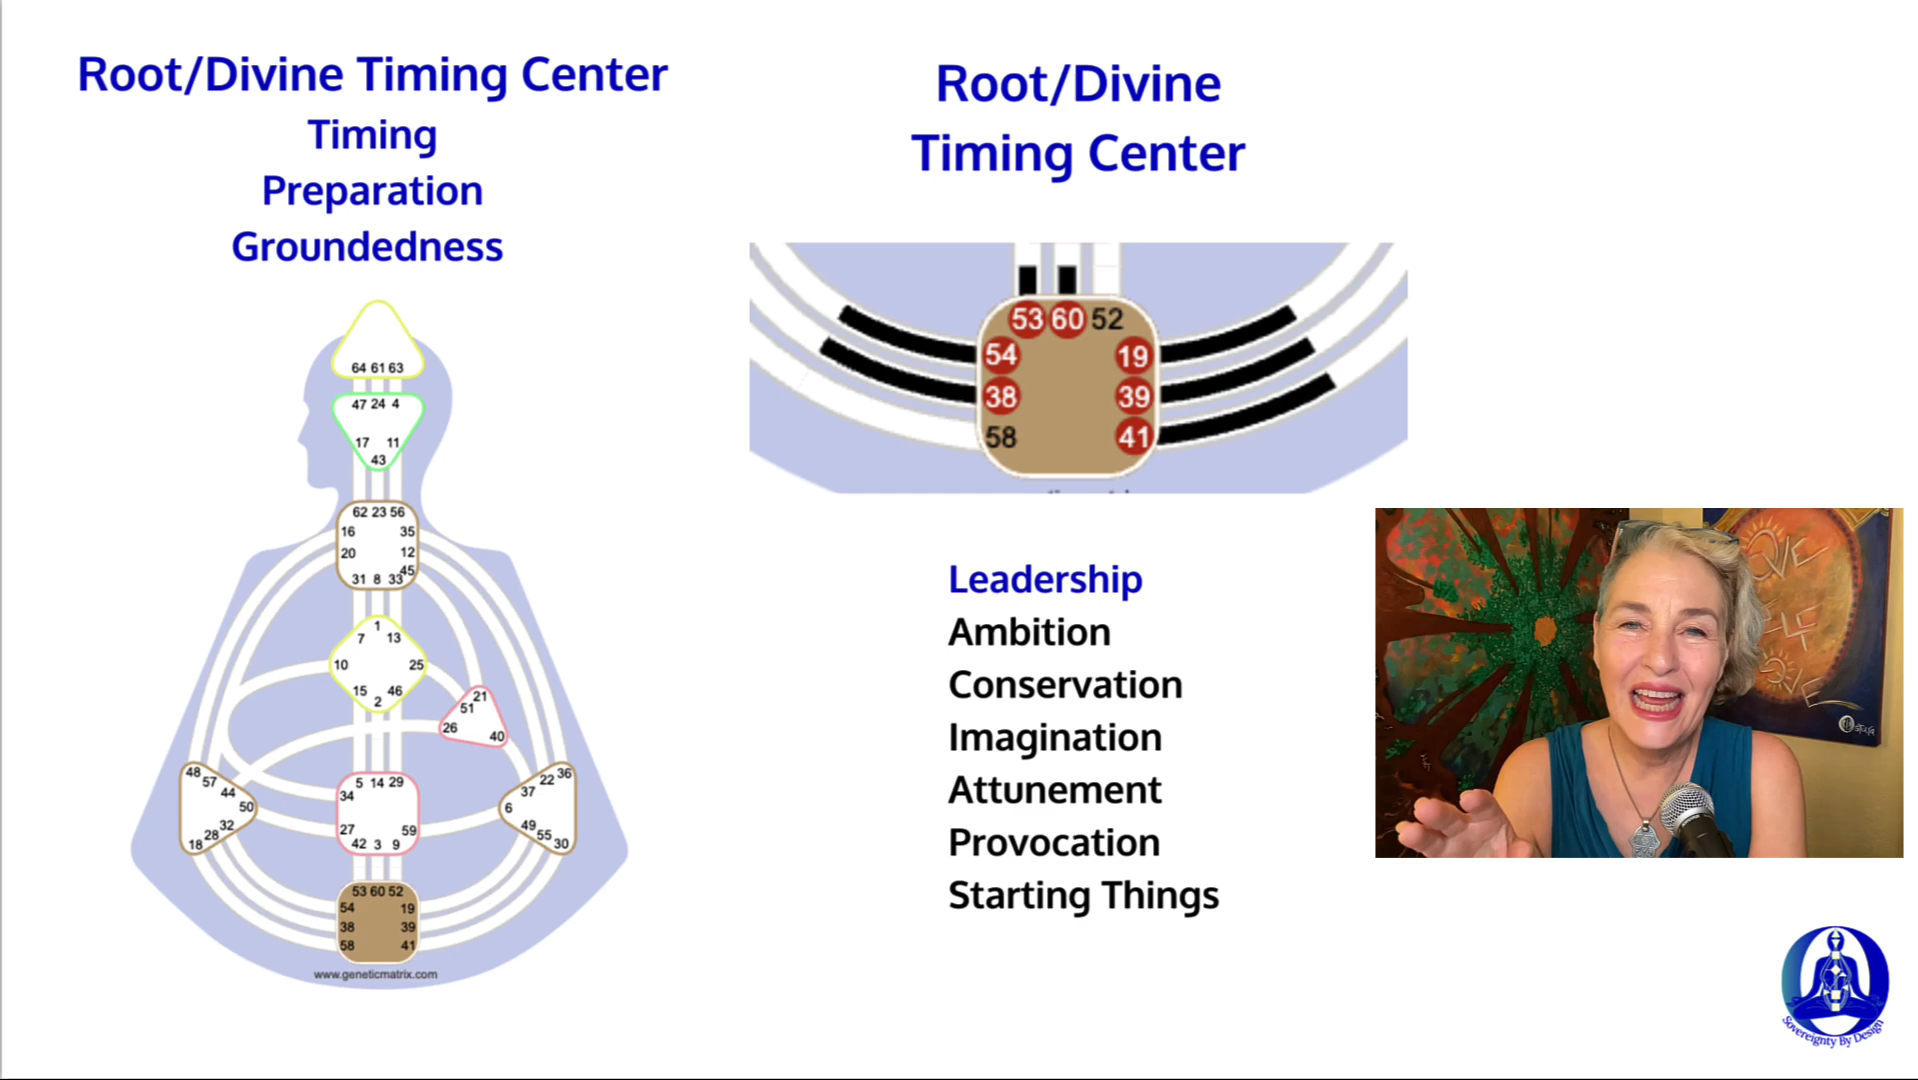 Root/Divine Timing Center
Timing
Preparation
Groundedness
64 61 63
47 24 4
17 11
43
62 23 56
16 35
20 12
45
31 8 33
1
7 13
10 25
15 46
2
21
51
26
40
48
57
44
50
32
28
18
5 14 29
34
27 59
42 3 9
36
22
37
6
49
55
30
53 60 52
54 19
38 39
58 41
www.geneticmatrix.com
Root/Divine
Timing Center
53 60 52
54 19
38 39
58 41
Leadership
Ambition
Conservation
Imagination
Attunement
Provocation
Starting Things
Sovereignty By Design